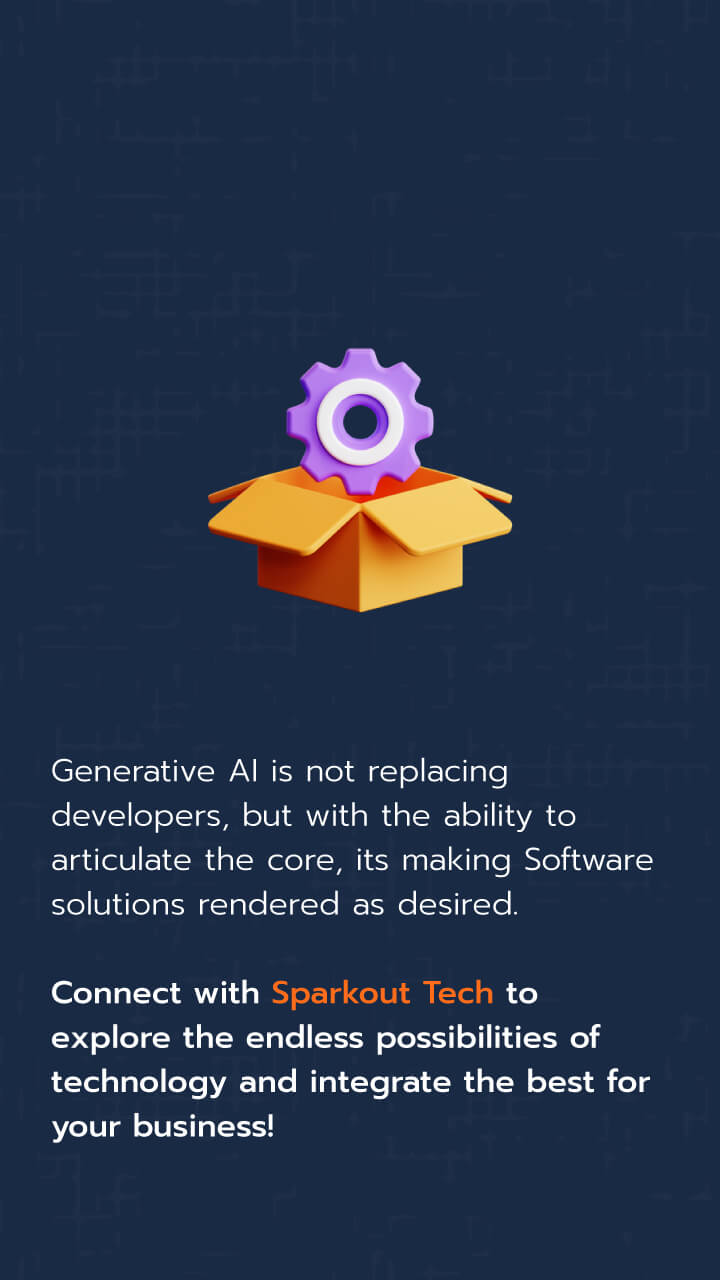 Generative AI is not replacing
developers, but with the ability to
articulate the core, its making Software
solutions rendered as desired.
Connect with Sparkout Tech to
explore the endless possibilities of
technology and integrate the best for
your business!